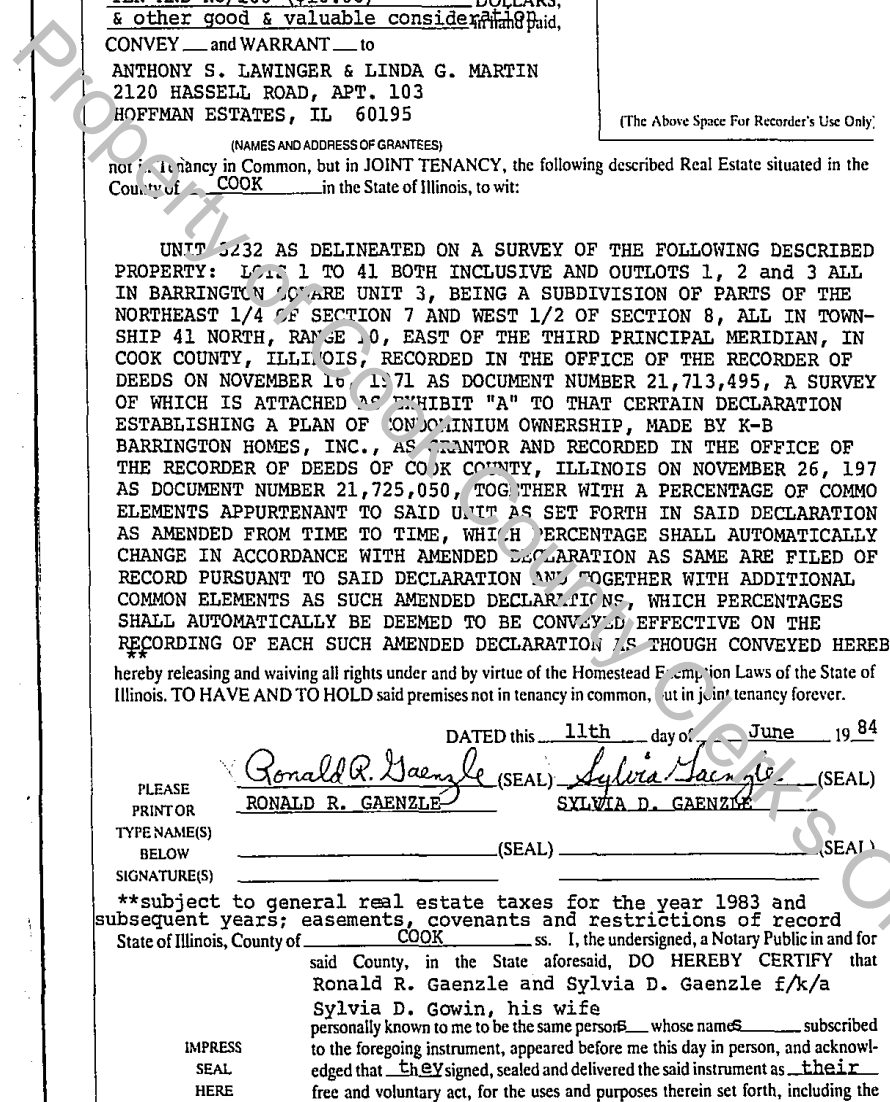 & other good & valuable consideration in hand paid,
CONVEY and WARRANT to
ANTHONY S. LAWINGER & LINDA G. MARTIN
2120 HASSELL ROAD, APT. 103
HOFFMAN ESTATES, IL 60195
(The Above Space For Recorder's Use Only)
(NAMES AND ADDRESS OF GRANTEES)
not in Tenancy in Common, but in JOINT TENANCY, the following described Real Estate situated in the
County of COOK in the State of Illinois, to wit:
UNIT 3232 AS DELINEATED ON A SURVEY OF THE FOLLOWING DESCRIBED
PROPERTY: LOTS 1 TO 41 BOTH INCLUSIVE AND OUTLOTS 1, 2 and 3 ALL
IN BARRINGTON SQUARE UNIT 3, BEING A SUBDIVISION OF PARTS OF THE
NORTHEAST 1/4 OF SECTION 7 AND WEST 1/2 OF SECTION 8, ALL IN TOWN-
SHIP 41 NORTH, RANGE 10, EAST OF THE THIRD PRINCIPAL MERIDIAN, IN
COOK COUNTY, ILLINOIS, RECORDED IN THE OFFICE OF THE RECORDER OF
DEEDS ON NOVEMBER 16, 1971 AS DOCUMENT NUMBER 21,713,495, A SURVEY
OF WHICH IS ATTACHED AS EXHIBIT "A" TO THAT CERTAIN DECLARATION
ESTABLISHING A PLAN OF CONDOMINIUM OWNERSHIP, MADE BY K-B
BARRINGTON HOMES, INC., AS GRANTOR AND RECORDED IN THE OFFICE OF
THE RECORDER OF DEEDS OF COOK COUNTY, ILLINOIS ON NOVEMBER 26, 197
AS DOCUMENT NUMBER 21,725,050, TOGETHER WITH A PERCENTAGE OF COMMO
ELEMENTS APPURTENANT TO SAID UNIT AS SET FORTH IN SAID DECLARATION
AS AMENDED FROM TIME TO TIME, WHICH PERCENTAGE SHALL AUTOMATICALLY
CHANGE IN ACCORDANCE WITH AMENDED DECLARATION AS SAME ARE FILED OF
RECORD PURSUANT TO SAID DECLARATION AND TOGETHER WITH ADDITIONAL
COMMON ELEMENTS AS SUCH AMENDED DECLARATIONS, WHICH PERCENTAGES
SHALL AUTOMATICALLY BE DEEMED TO BE CONVEYED EFFECTIVE ON THE
RECORDING OF EACH SUCH AMENDED DECLARATION AS THOUGH CONVEYED HEREB
**
hereby releasing and waiving all rights under and by virtue of the Homestead Exemption Laws of the State of
Illinois. TO HAVE AND TO HOLD said premises not in tenancy in common, but in joint tenancy forever.
DATED this 11th day of June 19 84
Ronald R. Gaenzle (SEAL) Sylvia Gaenzle (SEAL)
PLEASE
PRINT OR RONALD R. GAENZLE SYLVIA D. GAENZLE
TYPE NAME(S)
BELOW (SEAL) (SEAL)
SIGNATURE(S)
**subject to general real estate taxes for the year 1983 and
subsequent years; easements, covenants and restrictions of record
State of Illinois, County of COOK ss. I, the undersigned, a Notary Public in and for
said County, in the State aforesaid, DO HEREBY CERTIFY that
Ronald R. Gaenzle and Sylvia D. Gaenzle f/k/a
Sylvia D. Gowin, his wife
personally known to me to be the same persons whose names subscribed
IMPRESS to the foregoing instrument, appeared before me this day in person, and acknowl-
SEAL edged that they signed, sealed and delivered the said instrument as their
HERE free and voluntary act, for the uses and purposes therein set forth, including the
Property of Cook County Clerk's O